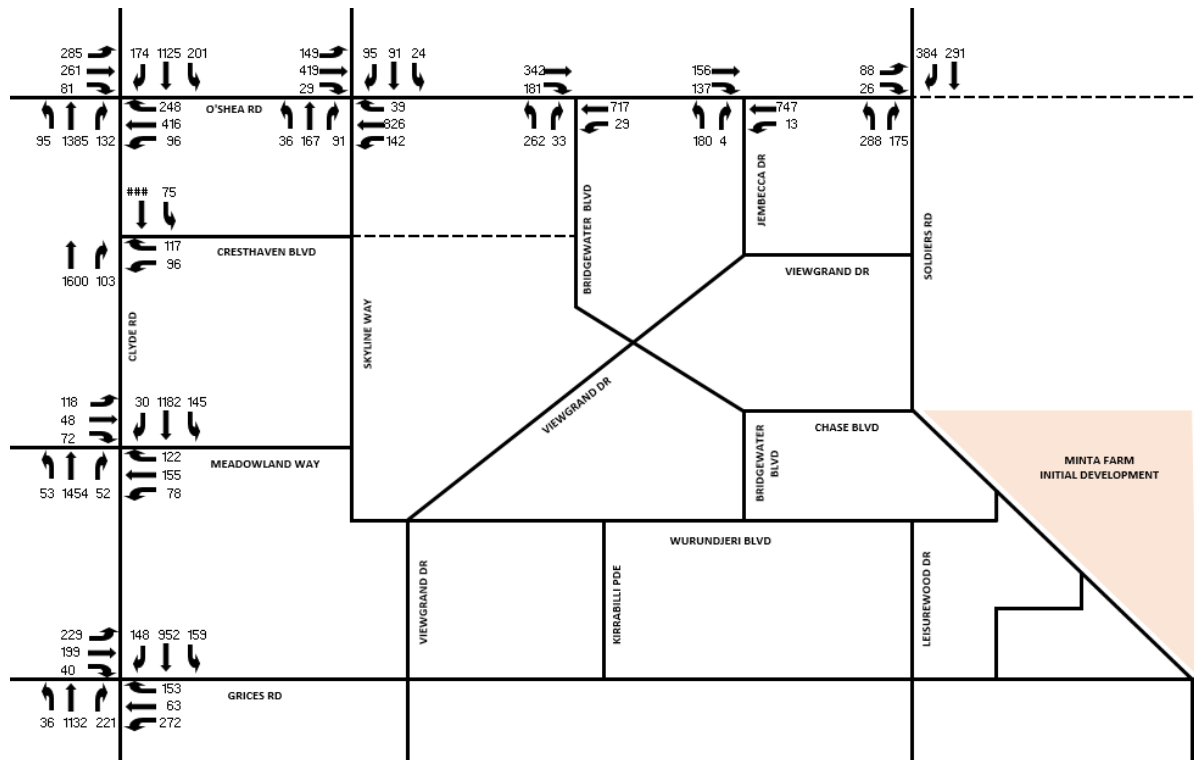 285 174 1125 201 149 95 91 24 384 291
261 419 342 156 88
81 29 181 137 26
248 O'SHEA RD 39 717 747
416 826 29 13
95 1385 132 96 36 167 91 142 262 33 180 4 288 175
### 75
117
CRESTHAVEN BLVD
96
1600 103
BRIDGEWATER BLVD
JEMBECCA DR
SOLDIERS RD
VIEWGRAND DR
CLYDE RD
SKYLINE WAY
VIEWGRAND DR
118 30 1182 145
48
72
CHASE BLVD
122
MEADOWLAND WAY
155
53 1454 52 78
BRIDGEWATER
BLVD
MINTA FARM
INITIAL DEVELOPMENT
WURUNDJERI BLVD
VIEWGRAND DR
KIRRABILLI PDE
LEISUREWOOD DR
229 148 952 159
199
40
153
GRICES RD
63
36 1132 221 272